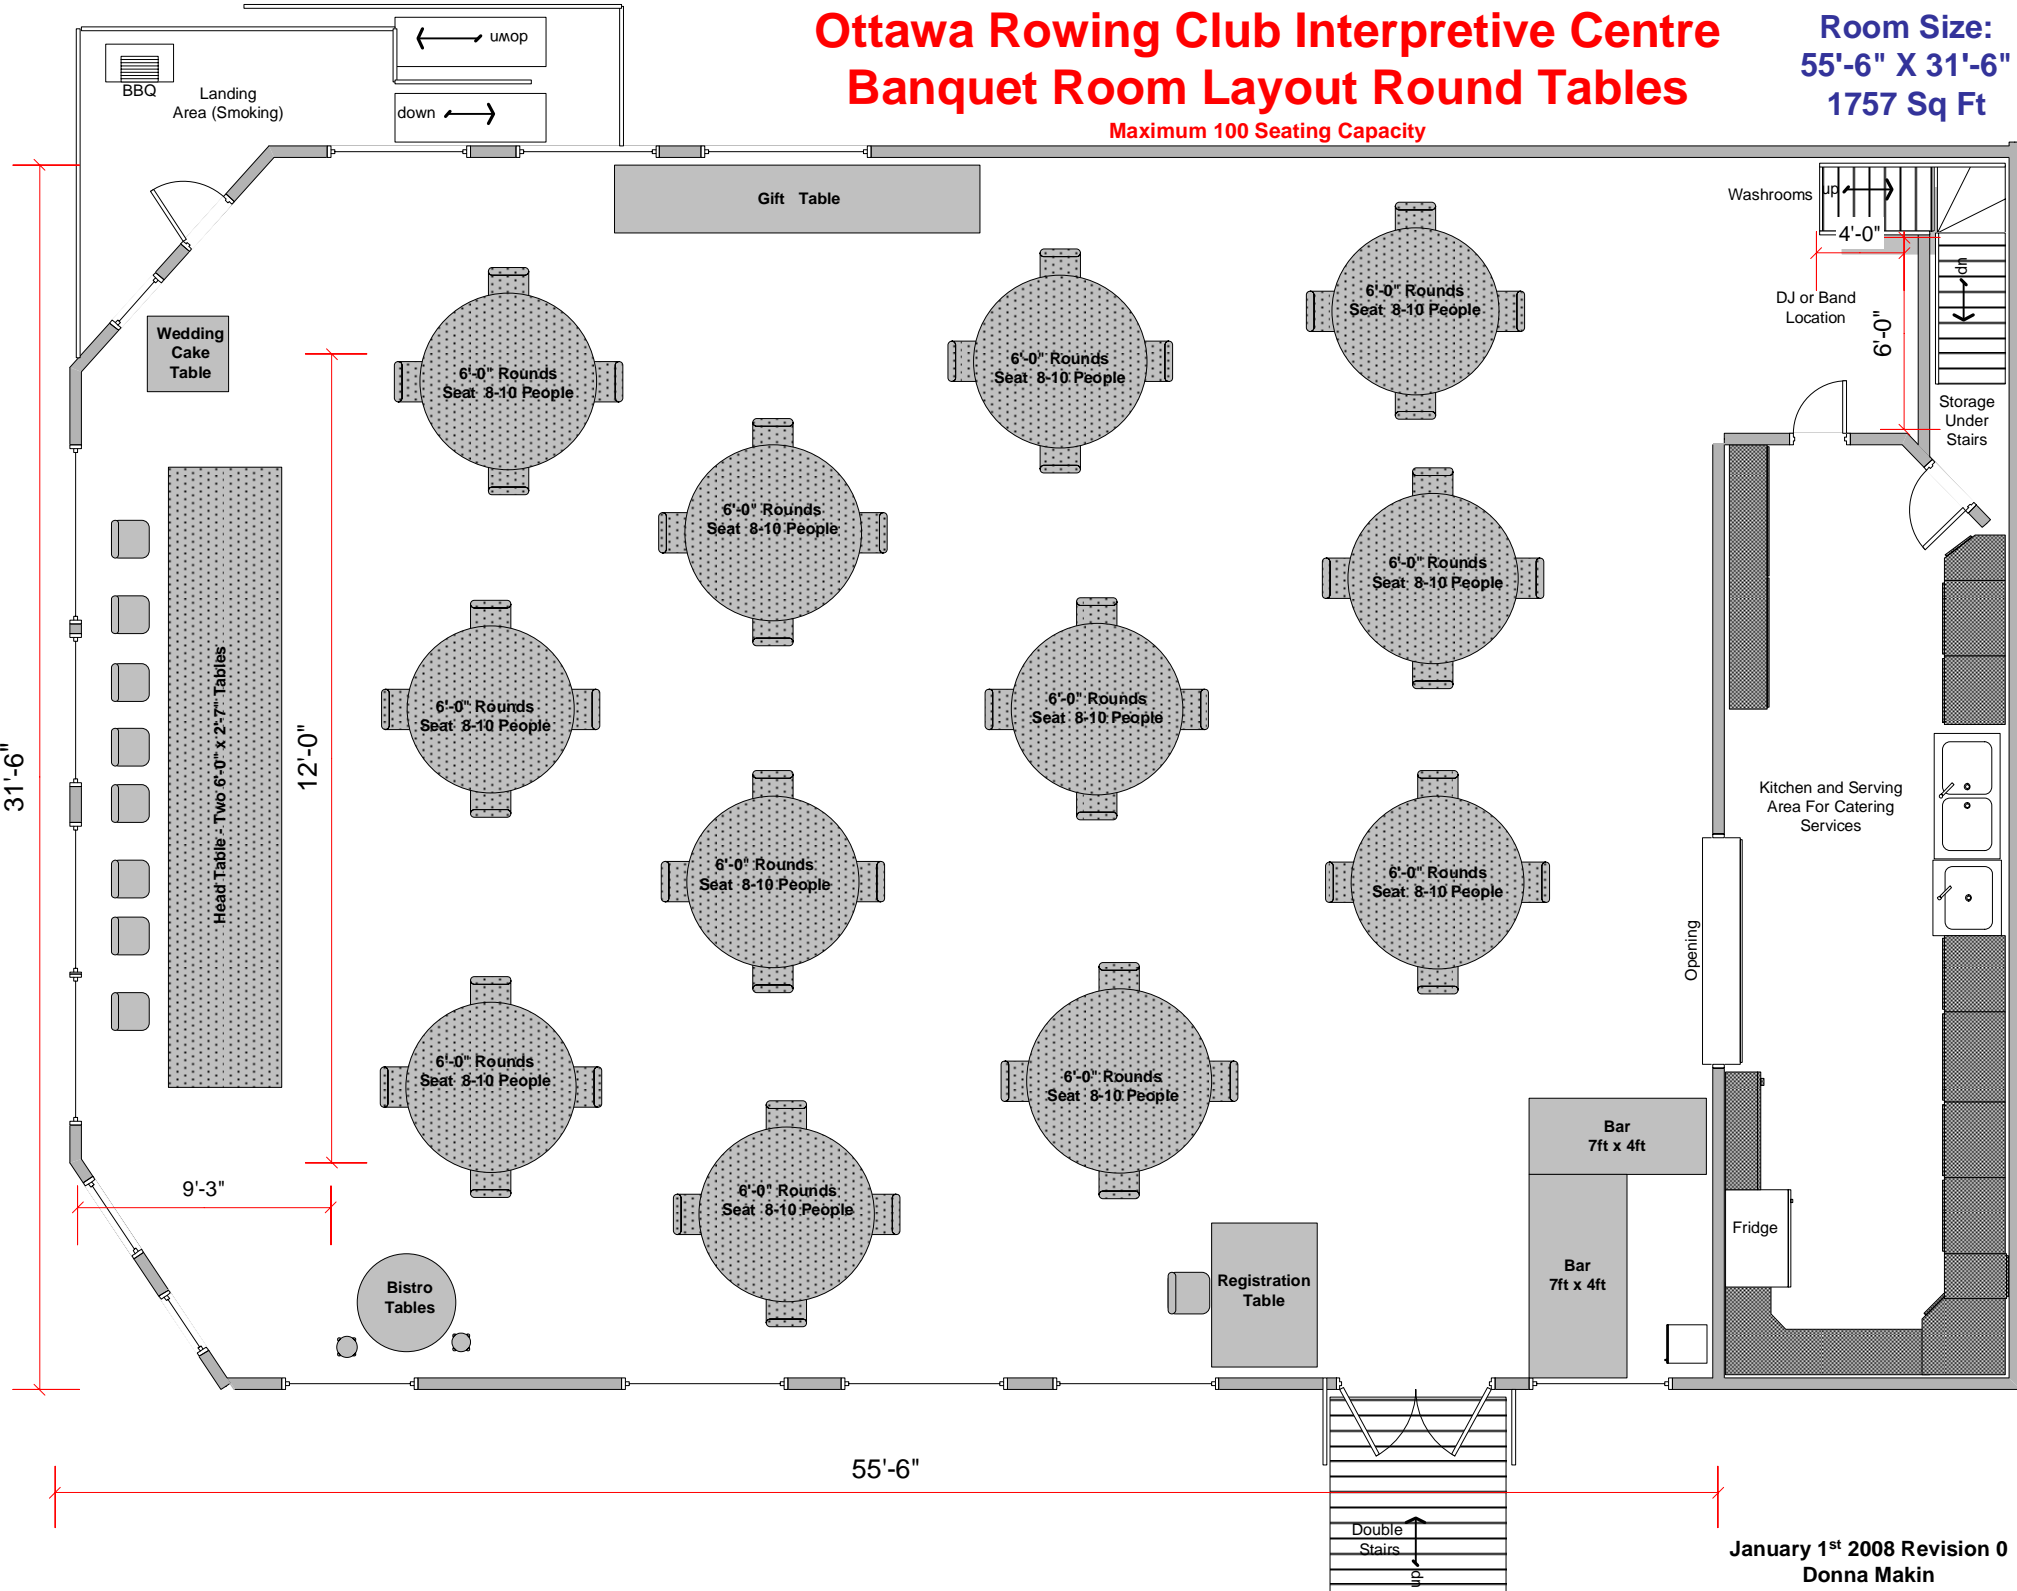 Ottawa Rowing Club Interpretive Centre
Banquet Room Layout Round Tables
Maximum 100 Seating Capacity
Room Size:
55'-6" X 31'-6"
1757 Sq Ft
down
down
BBQ
Landing
Area (Smoking)
Gift Table
Washrooms
up
4'-0"
up
DJ or Band
Location
6'-0"
Storage
Under
Stairs
Wedding
Cake
Table
6'-0" Rounds
Seat 8-10 People
6'-0" Rounds
Seat 8-10 People
6'-0" Rounds
Seat 8-10 People
6'-0" Rounds
Seat 8-10 People
6'-0" Rounds
Seat 8-10 People
6'-0" Rounds
Seat 8-10 People
6'-0" Rounds
Seat 8-10 People
6'-0" Rounds
Seat 8-10 People
6'-0" Rounds
Seat 8-10 People
6'-0" Rounds
Seat 8-10 People
6'-0" Rounds
Seat 8-10 People
6'-0" Rounds
Seat 8-10 People
Head Table - Two 6'-0" x 2'-7" Tables
12'-0"
31'-6"
9'-3"
Kitchen and Serving
Area For Catering
Services
Opening
Bar
7ft x 4ft
Bar
7ft x 4ft
Fridge
Registration
Table
Bistro
Tables
55'-6"
Double
Stairs
up
January 1st 2008 Revision 0
Donna Makin